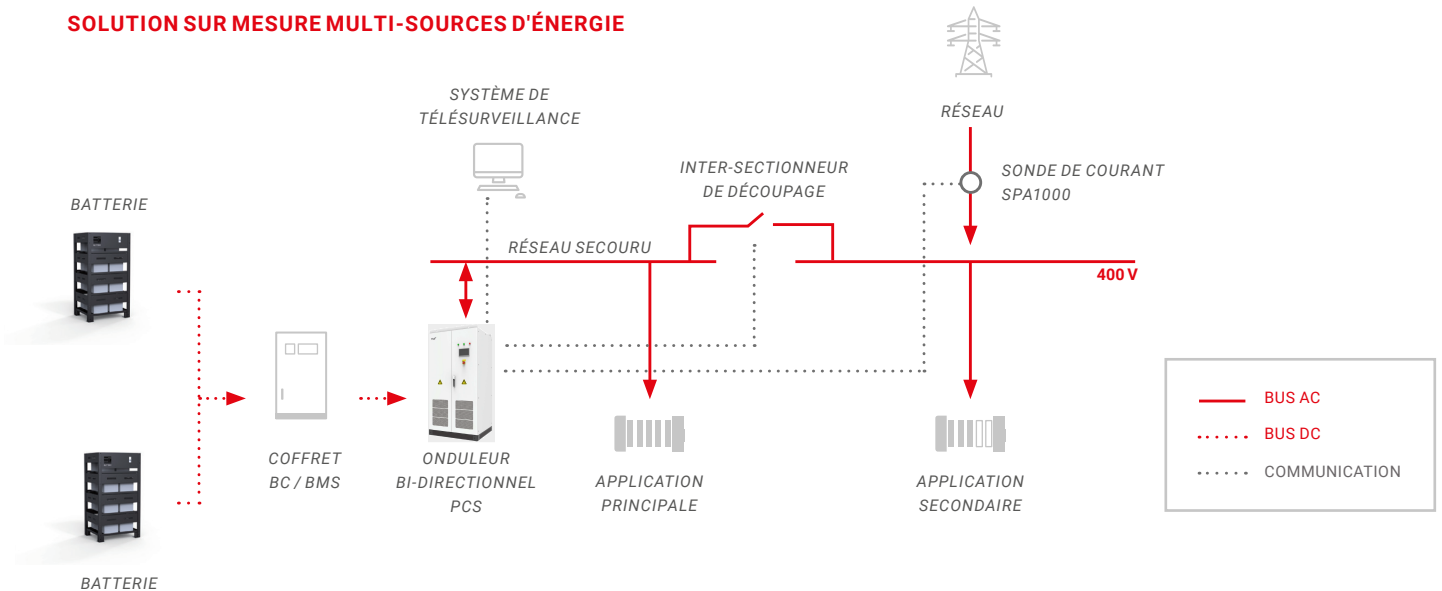 SOLUTION SUR MESURE MULTI-SOURCES D'ÉNERGIE
SYSTÈME DE
TÉLÉSURVEILLANCE
RÉSEAU
INTER-SECTIONNEUR
DE DÉCOUPAGE
SONDE DE COURANT
SPA1000
BATTERIE
RÉSEAU SECOURU
400 V
COFFRET
BC / BMS
ONDULEUR
BI-DIRECTIONNEL
PCS
APPLICATION
PRINCIPALE
APPLICATION
SECONDAIRE
BUS AC
BUS DC
COMMUNICATION
BATTERIE